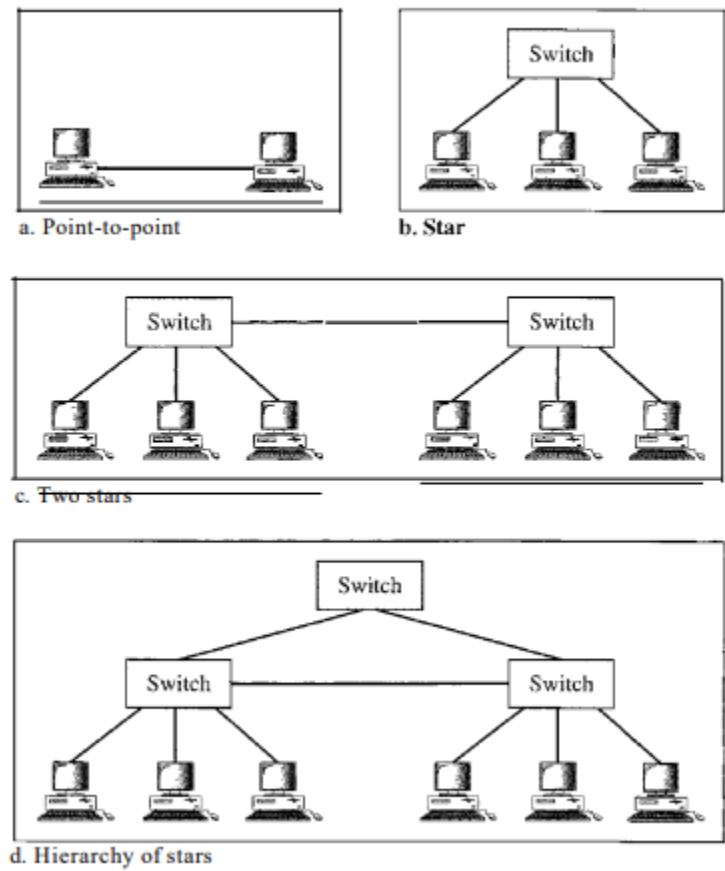 Switch
a. Point-to-point
b. Star
Switch
Switch
c. Two stars
Switch
Switch
Switch
d. Hierarchy of stars